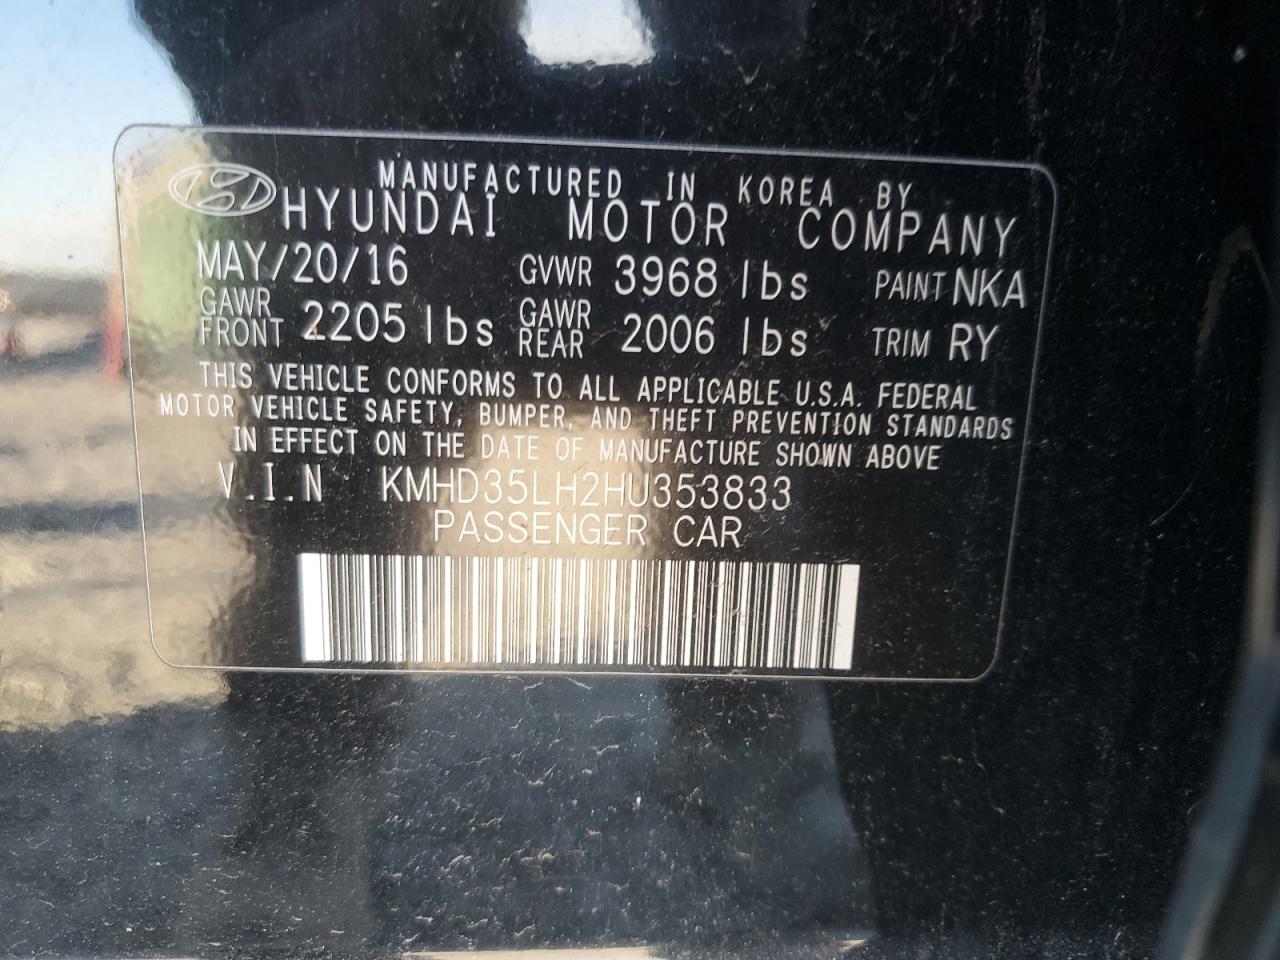 MANUFACTURED IN KOREA BY
HYUNDAI MOTOR COMPANY
MAY/20/16 GVWR 3968 lbs PAINT NKA
GAWR FRONT 2205 lbs GAWR REAR 2006 lbs TRIM RY
THIS VEHICLE CONFORMS TO ALL APPLICABLE U.S.A. FEDERAL
MOTOR VEHICLE SAFETY, BUMPER, AND THEFT PREVENTION STANDARDS
IN EFFECT ON THE DATE OF MANUFACTURE SHOWN ABOVE
V.I.N KMHD35LH2HU353833
PASSENGER CAR